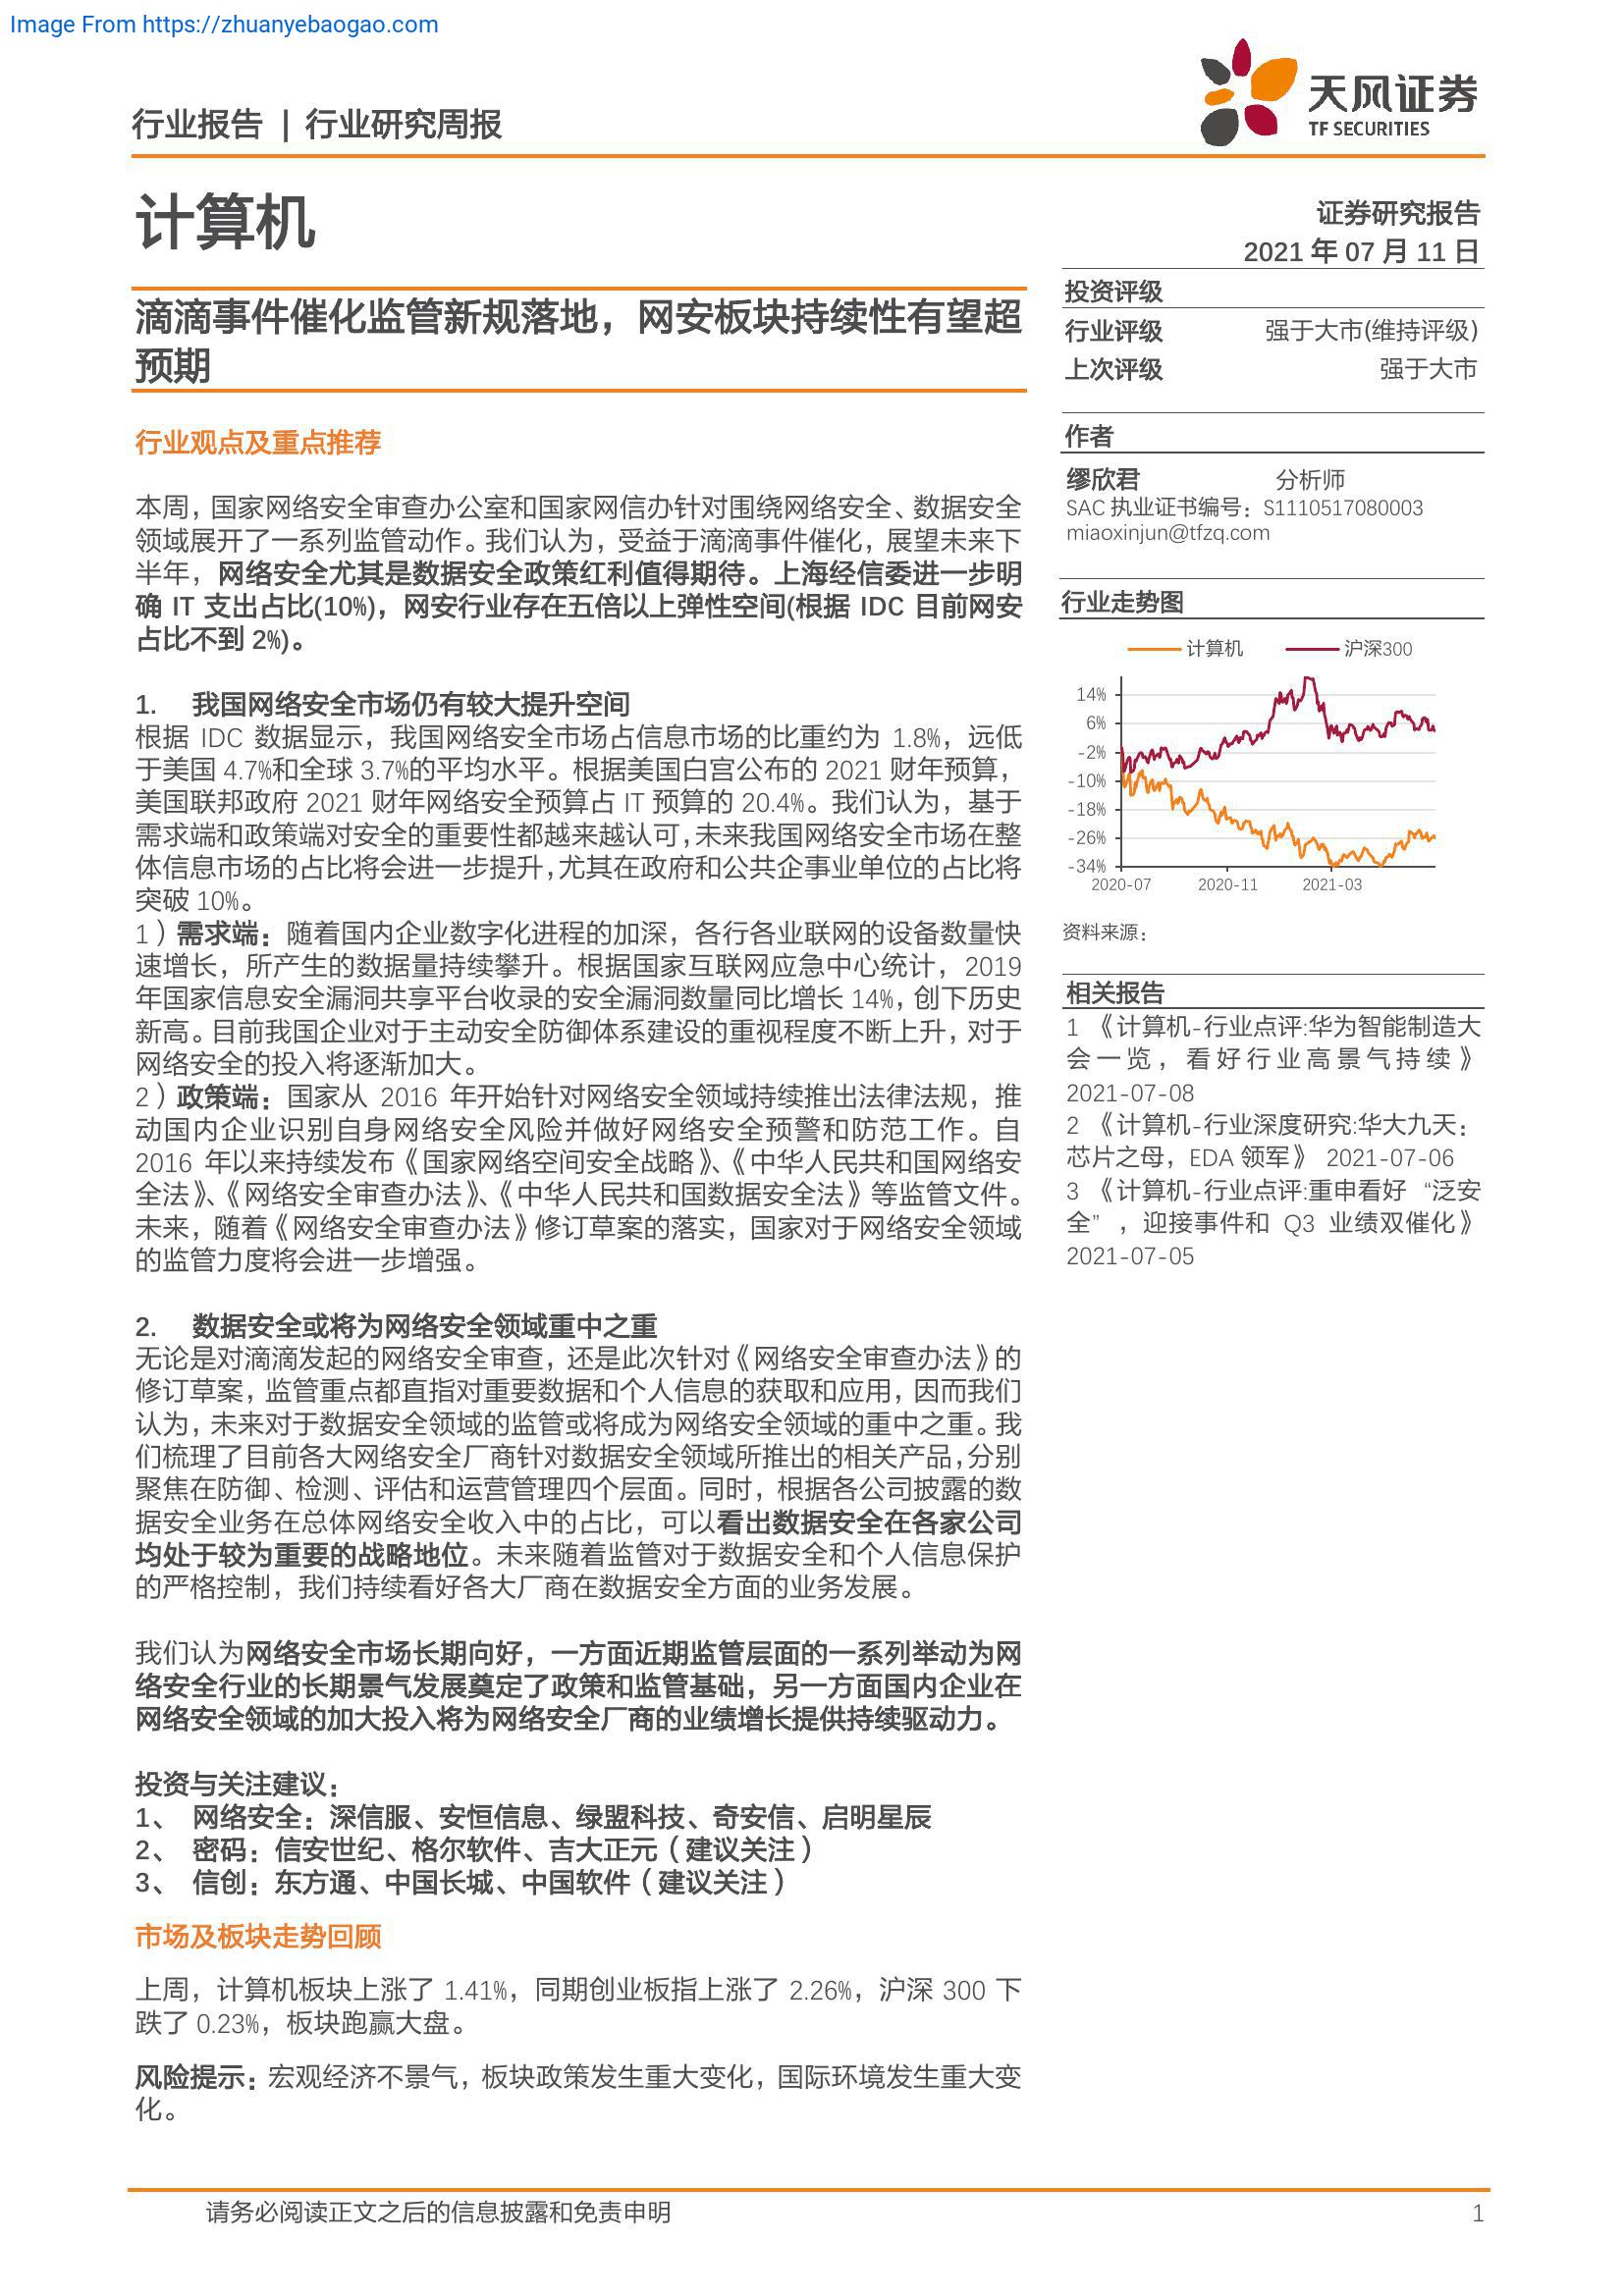 Image From https://zhuanyebaogao.com
行业报告 | 行业研究周报
天风证券
TF SECURITIES
计算机
证券研究报告
2021 年 07 月 11 日
滴滴事件催化监管新规落地，网安板块持续性有望超
预期
行业观点及重点推荐
本周，国家网络安全审查办公室和国家网信办针对围绕网络安全、数据安全
领域展开了一系列监管动作。我们认为，受益于滴滴事件催化，展望未来下
半年，网络安全尤其是数据安全政策红利值得期待。上海经信委进一步明
确 IT 支出占比(10%)，网安行业存在五倍以上弹性空间(根据 IDC 目前网安
占比不到 2%)。
1. 我国网络安全市场仍有较大提升空间
根据 IDC 数据显示，我国网络安全市场占信息市场的比重约为 1.8%，远低
于美国 4.7%和全球 3.7%的平均水平。根据美国白宫公布的 2021 财年预算，
美国联邦政府 2021 财年网络安全预算占 IT 预算的 20.4%。我们认为，基于
需求端和政策端对安全的重要性都越来越认可，未来我国网络安全市场在整
体信息市场的占比将会进一步提升，尤其在政府和公共企事业单位的占比将
突破 10%。
1）需求端：随着国内企业数字化进程的加深，各行各业联网的设备数量快
速增长，所产生的数据量持续攀升。根据国家互联网应急中心统计，2019
年国家信息安全漏洞共享平台收录的安全漏洞数量同比增长 14%，创下历史
新高。目前我国企业对于主动安全防御体系建设的重视程度不断上升，对于
网络安全的投入将逐渐加大。
2）政策端：国家从 2016 年开始针对网络安全领域持续推出法律法规，推
动国内企业识别自身网络安全风险并做好网络安全预警和防范工作。自
2016 年以来持续发布《国家网络空间安全战略》、《中华人民共和国网络安
全法》、《网络安全审查办法》、《中华人民共和国数据安全法》等监管文件。
未来，随着《网络安全审查办法》修订草案的落实，国家对于网络安全领域
的监管力度将会进一步增强。
2. 数据安全或将为网络安全领域重中之重
无论是对滴滴发起的网络安全审查，还是此次针对《网络安全审查办法》的
修订草案，监管重点都直指对重要数据和个人信息的获取和应用，因而我们
认为，未来对于数据安全领域的监管或将成为网络安全领域的重中之重。我
们梳理了目前各大网络安全厂商针对数据安全领域所推出的相关产品，分别
聚焦在防御、检测、评估和运营管理四个层面。同时，根据各公司披露的数
据安全业务在总体网络安全收入中的占比，可以看出数据安全在各家公司
均处于较为重要的战略地位。未来随着监管对于数据安全和个人信息保护
的严格控制，我们持续看好各大厂商在数据安全方面的业务发展。
我们认为网络安全市场长期向好，一方面近期监管层面的一系列举动为网
络安全行业的长期景气发展奠定了政策和监管基础，另一方面国内企业在
网络安全领域的加大投入将为网络安全厂商的业绩增长提供持续驱动力。
投资与关注建议：
1、 网络安全：深信服、安恒信息、绿盟科技、奇安信、启明星辰
2、 密码：信安世纪、格尔软件、吉大正元（建议关注）
3、 信创：东方通、中国长城、中国软件（建议关注）
市场及板块走势回顾
上周，计算机板块上涨了 1.41%，同期创业板指上涨了 2.26%，沪深 300 下
跌了 0.23%，板块跑赢大盘。
风险提示：宏观经济不景气，板块政策发生重大变化，国际环境发生重大变
化。
投资评级
行业评级 强于大市(维持评级)
上次评级 强于大市
作者
缪欣君 分析师
SAC 执业证书编号：S1110517080003
miaoxinjun@tfzq.com
行业走势图
计算机 沪深300
14%
6%
-2%
-10%
-18%
-26%
-34%
2020-07 2020-11 2021-03
资料来源：
相关报告
1 《计算机-行业点评:华为智能制造大
会一览，看好行业高景气持续》
2021-07-08
2 《计算机-行业深度研究:华大九天：
芯片之母，EDA 领军》 2021-07-06
3 《计算机-行业点评:重申看好 “泛安
全” ，迎接事件和 Q3 业绩双催化》
2021-07-05
请务必阅读正文之后的信息披露和免责申明 1